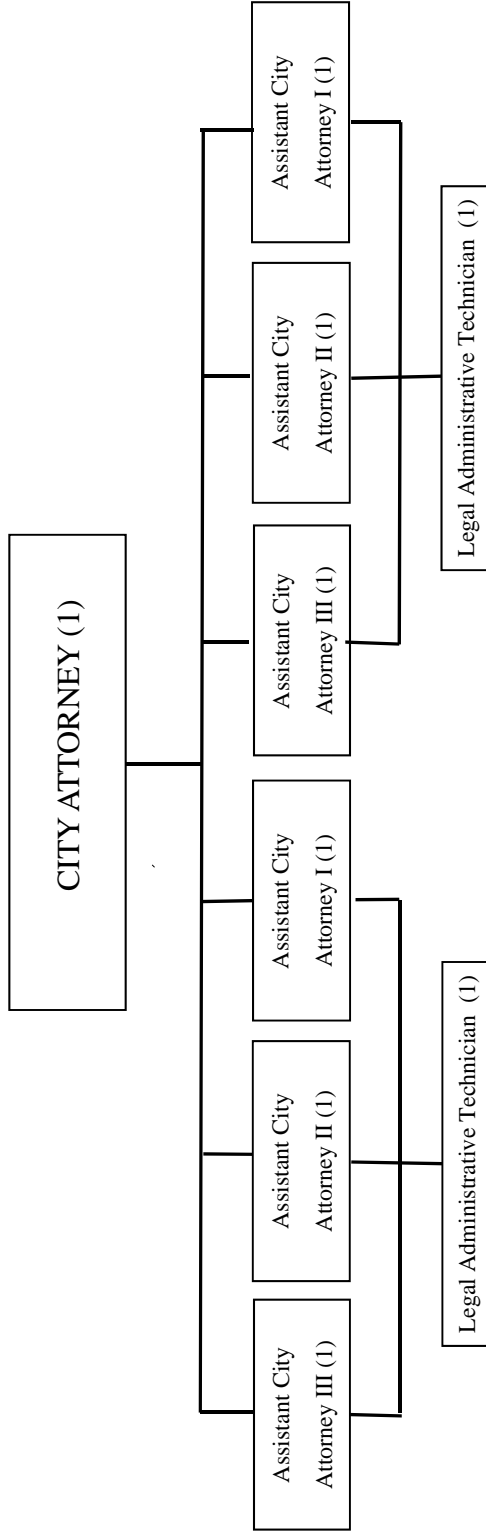 CITY ATTORNEY (1)
Assistant City
Attorney III (1)
Assistant City
Attorney II (1)
Assistant City
Attorney I (1)
Assistant City
Attorney III (1)
Assistant City
Attorney II (1)
Assistant City
Attorney I (1)
Legal Administrative Technician (1)
Legal Administrative Technician (1)